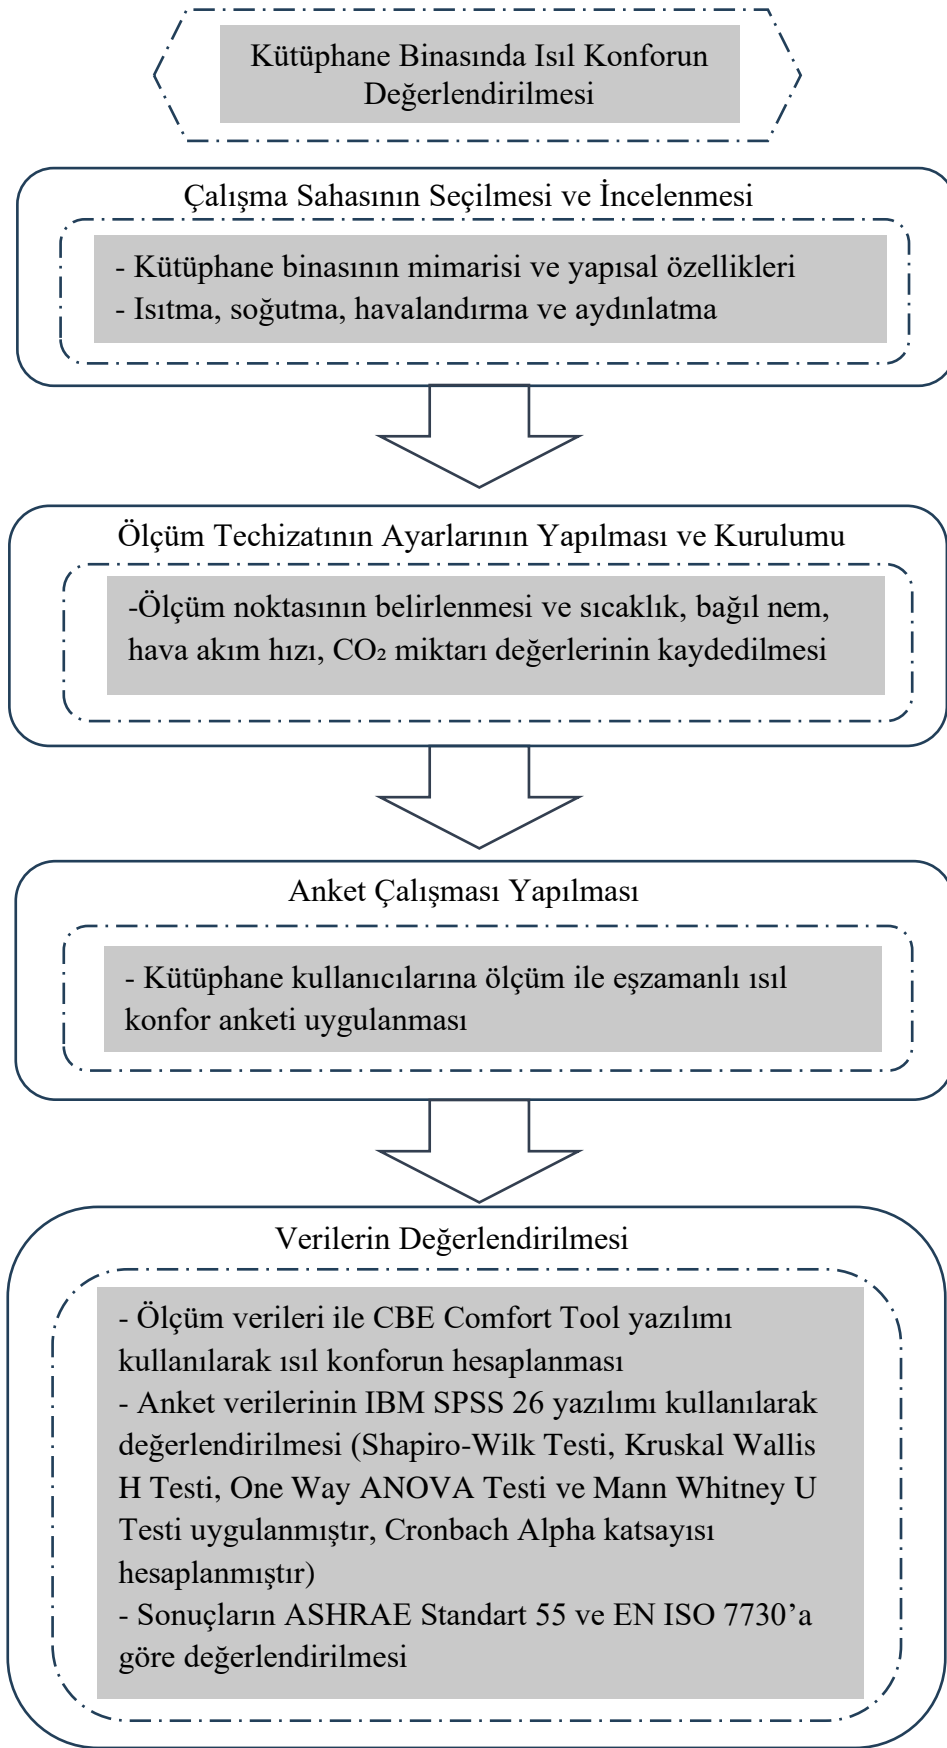 Kütüphane Binasında Isıl Konforun
Değerlendirilmesi
Çalışma Sahasının Seçilmesi ve İncelenmesi
- Kütüphane binasının mimarisi ve yapısal özellikleri
- Isıtma, soğutma, havalandırma ve aydınlatma
Ölçüm Techizatının Ayarlarının Yapılması ve Kurulumu
-Ölçüm noktasının belirlenmesi ve sıcaklık, bağıl nem,
hava akım hızı, CO₂ miktarı değerlerinin kaydedilmesi
Anket Çalışması Yapılması
- Kütüphane kullanıcılarına ölçüm ile eşzamanlı ısıl
konfor anketi uygulanması
Verilerin Değerlendirilmesi
- Ölçüm verileri ile CBE Comfort Tool yazılımı
kullanılarak ısıl konforun hesaplanması
- Anket verilerinin IBM SPSS 26 yazılımı kullanılarak
değerlendirilmesi (Shapiro-Wilk Testi, Kruskal Wallis
H Testi, One Way ANOVA Testi ve Mann Whitney U
Testi uygulanmıştır, Cronbach Alpha katsayısı
hesaplanmıştır)
- Sonuçların ASHRAE Standart 55 ve EN ISO 7730’a
göre değerlendirilmesi